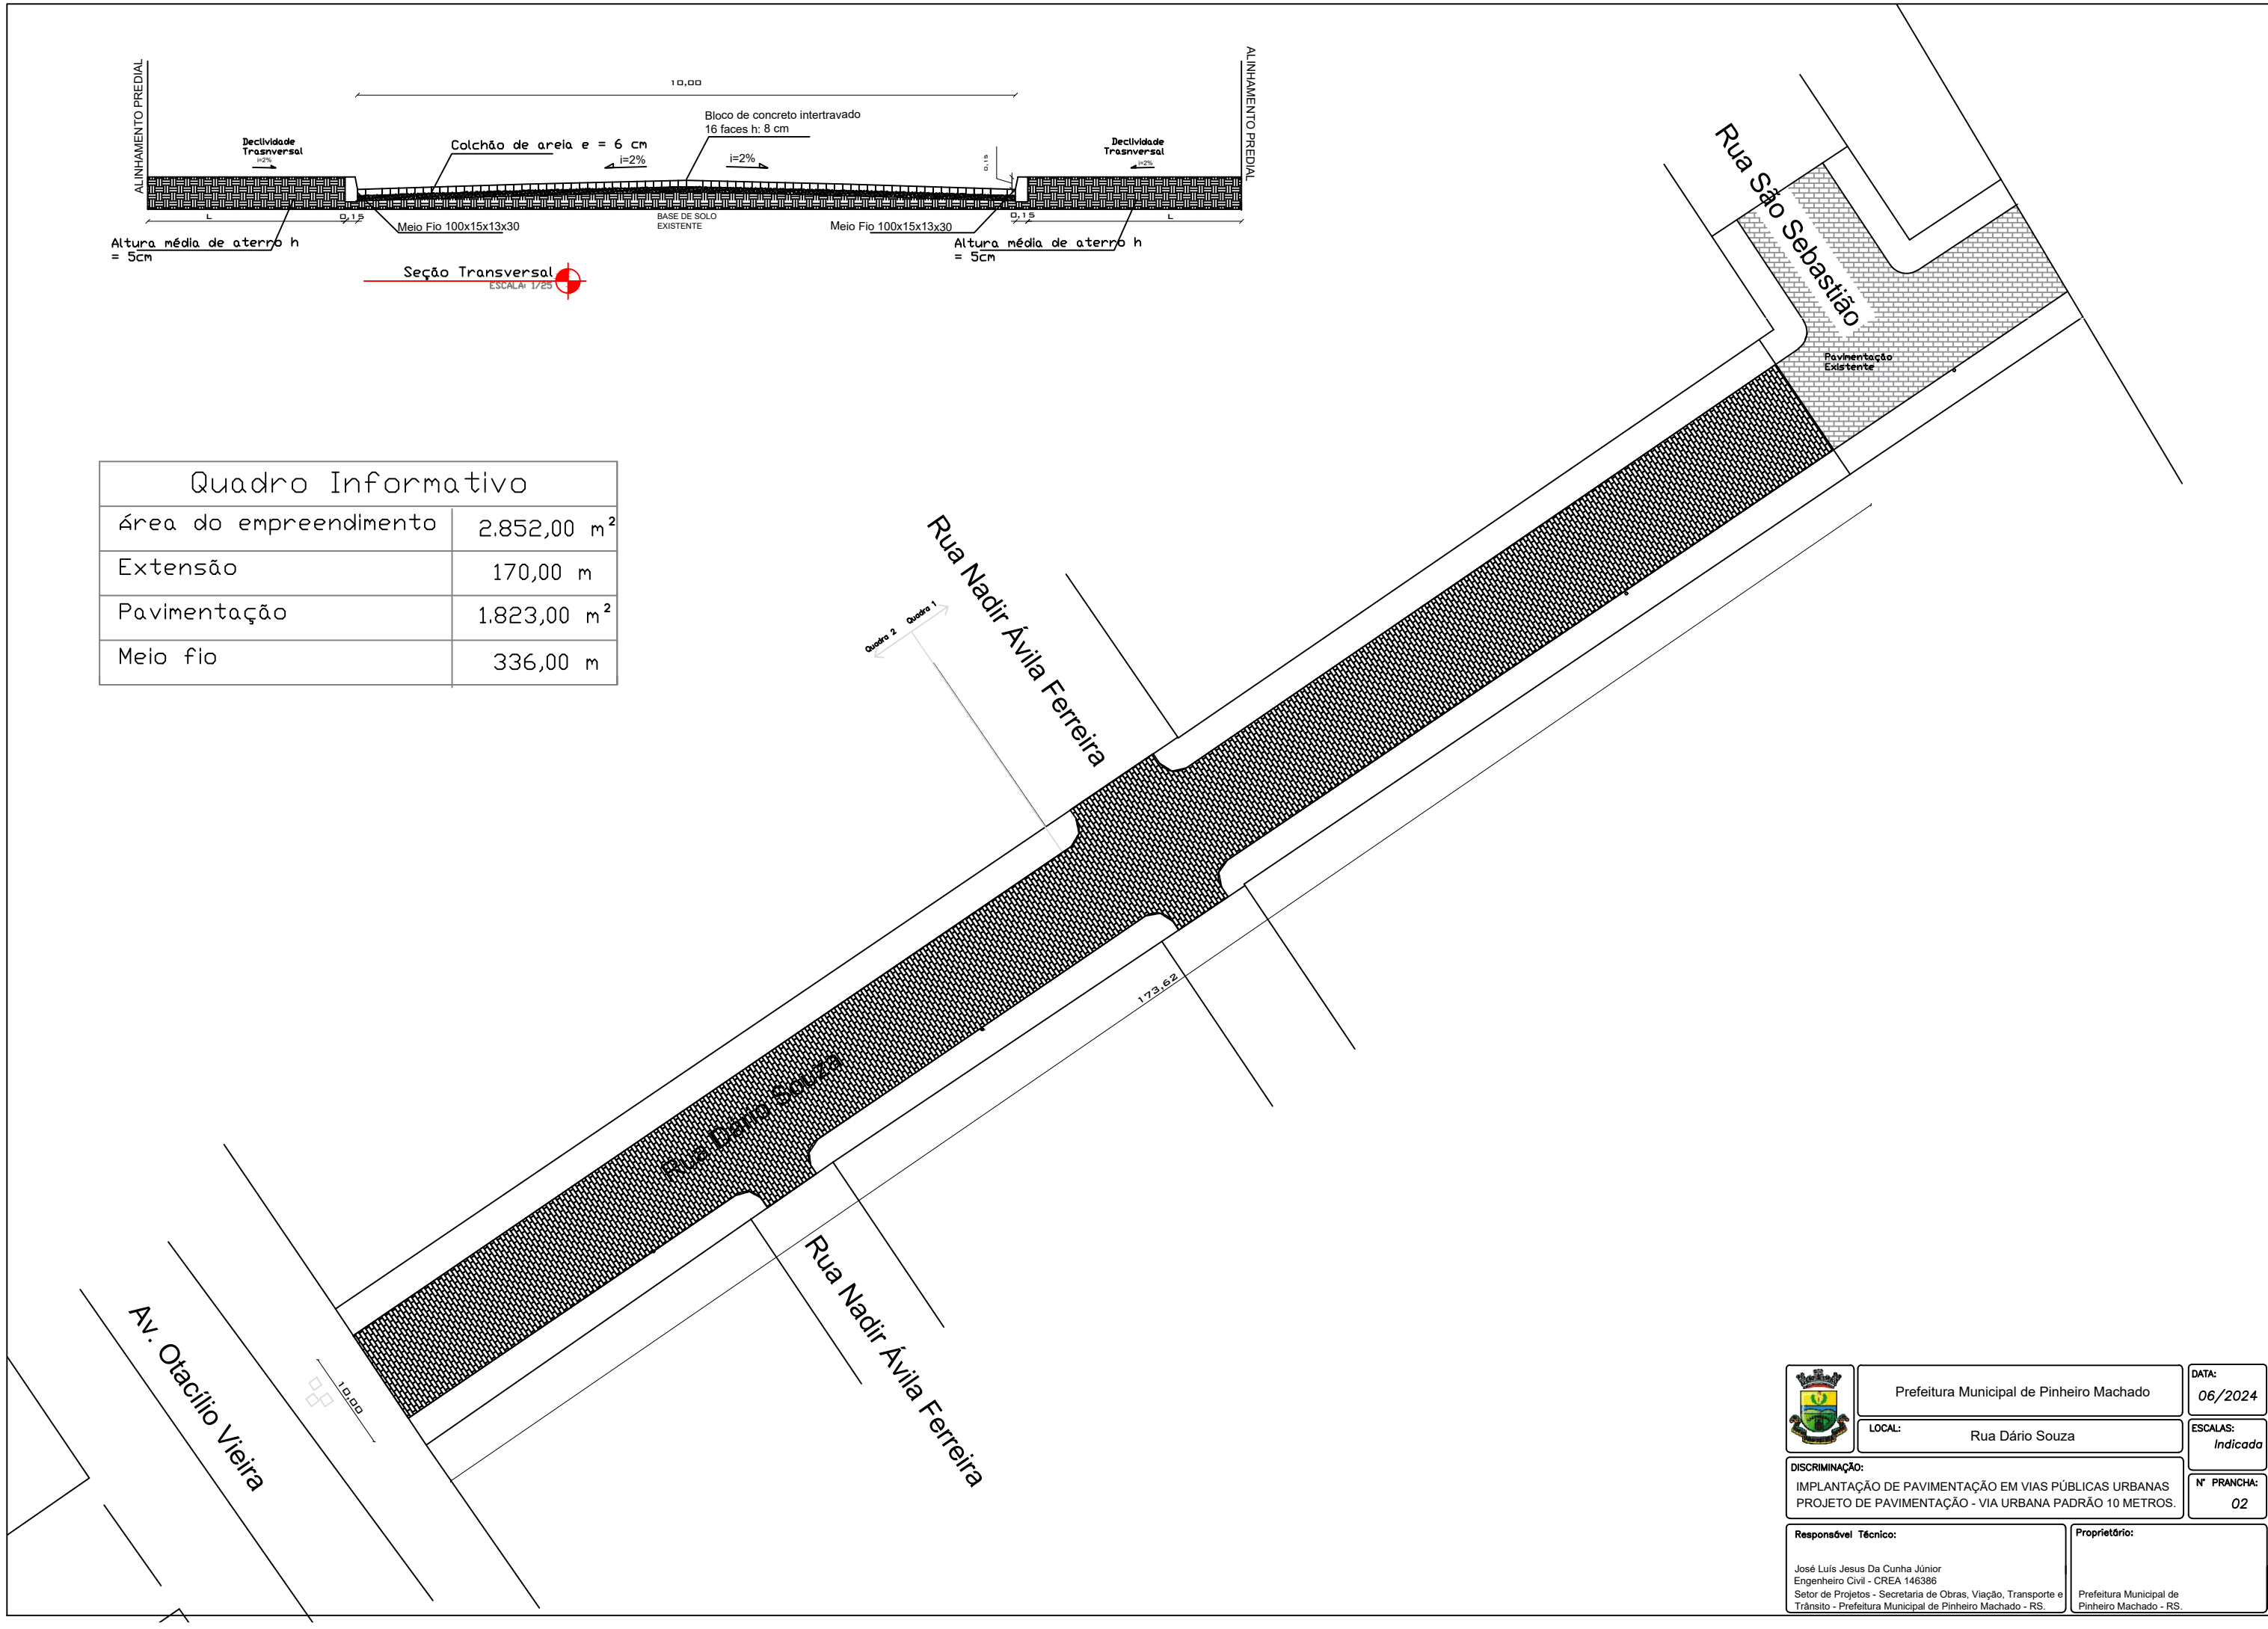 ALINHAMENTO PREDIAL
ALINHAMENTO PREDIAL
10,00
Bloco de concreto intertravado
16 faces h: 8 cm
Declividade
Trasnversal
i=2%
Colchão de areia e = 6 cm
i=2%
i=2%
0,15
Declividade
Trasnversal
i=2%
L
0,15
Meio Fio 100x15x13x30
BASE DE SOLO
EXISTENTE
Meio Fio 100x15x13x30
0,15
L
Altura média de aterro h
= 5cm
Altura média de aterro h
= 5cm
Seção Transversal
ESCALA: 1/25
Quadro Informativo
Área do empreendimento 2.852,00 m²
Extensão 170,00 m
Pavimentação 1.823,00 m²
Meio fio 336,00 m
Rua São Sebastião
Pavimentação
Existente
Rua Nadir Ávila Ferreira
Quadra 2 Quadra 1
173,62
Rua Dário Souza
Rua Nadir Ávila Ferreira
Av. Otacílio Vieira
10,00
Prefeitura Municipal de Pinheiro Machado
DATA:
06/2024
LOCAL:
Rua Dário Souza
ESCALAS:
Indicada
DISCRIMINAÇÃO:
IMPLANTAÇÃO DE PAVIMENTAÇÃO EM VIAS PÚBLICAS URBANAS
PROJETO DE PAVIMENTAÇÃO - VIA URBANA PADRÃO 10 METROS.
N° PRANCHA:
02
Responsável Técnico:
José Luís Jesus Da Cunha Júnior
Engenheiro Civil - CREA 146386
Setor de Projetos - Secretaria de Obras, Viação, Transporte e
Trânsito - Prefeitura Municipal de Pinheiro Machado - RS.
Proprietário:
Prefeitura Municipal de
Pinheiro Machado - RS.